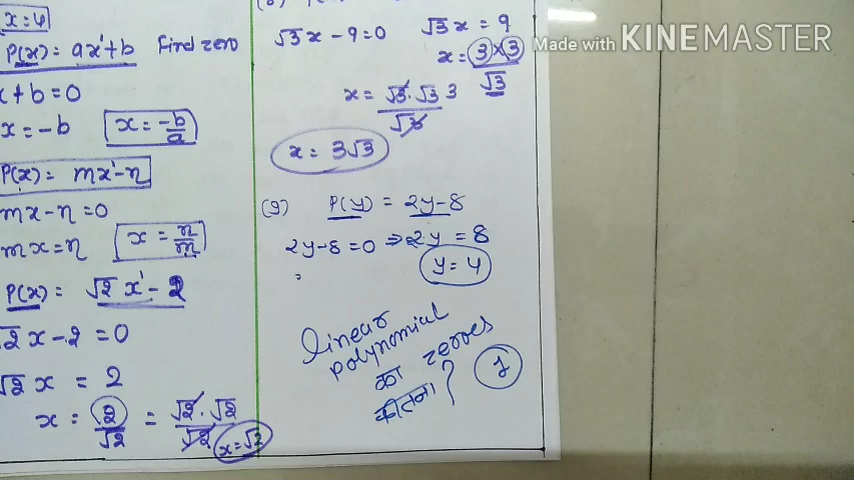 x=4
P(x) = ax¹+b Find zero
x+b=0
x=-b x=-b/a
P(x) = mx¹-n
mx-n=0
mx=n x=n/m
P(x) = √2 x¹-2
√2 x-2=0
√2 x = 2
x = 2/√2 = √2·√2/√2 x=√2
√3 x-9=0 √3 x = 9
x = 3×3/√3
x = √3·√3 3/√3
x = 3√3
(9) P(y) = 2y-8
2y-8=0 ⇒ 2y = 8
y=4
linear
polynomial
का zeroes
कीतना? 1
Made with KINEMASTER